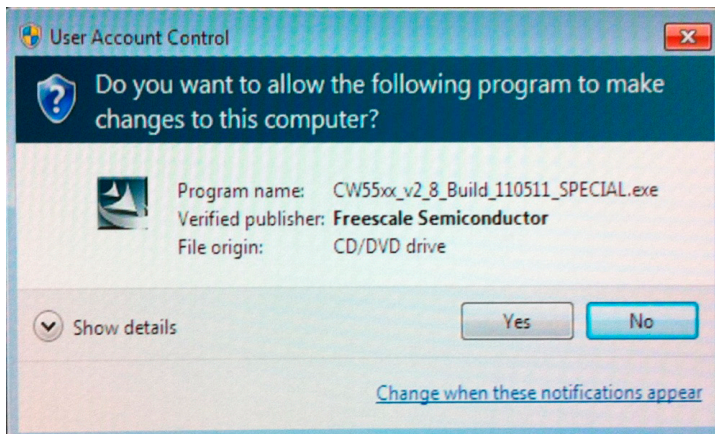 User Account Control
Do you want to allow the following program to make
changes to this computer?
Program name: CW55xx_v2_8_Build_110511_SPECIAL.exe
Verified publisher: Freescale Semiconductor
File origin: CD/DVD drive
Show details
Yes
No
Change when these notifications appear